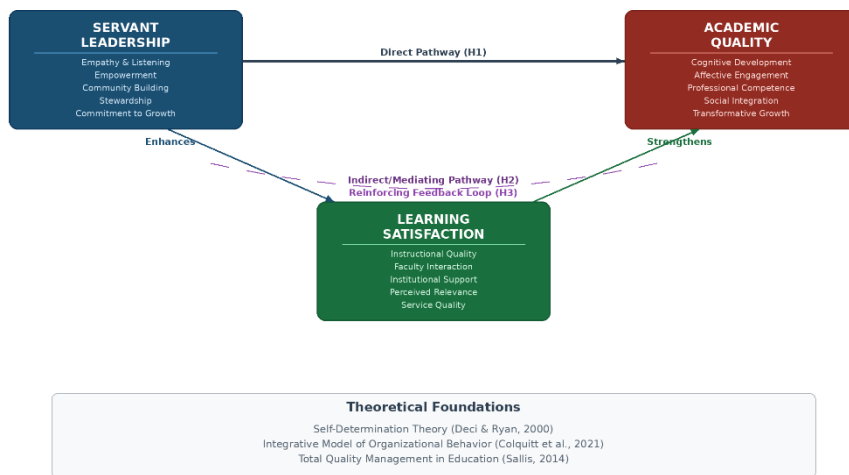 SERVANT
LEADERSHIP
Empathy & Listening
Empowerment
Community Building
Stewardship
Commitment to Growth
Direct Pathway (H1)
ACADEMIC
QUALITY
Cognitive Development
Affective Engagement
Professional Competence
Social Integration
Transformative Growth
Enhances
Strengthens
Indirect/Mediating Pathway (H2)
Reinforcing Feedback Loop (H3)
LEARNING
SATISFACTION
Instructional Quality
Faculty Interaction
Institutional Support
Perceived Relevance
Service Quality
Theoretical Foundations
Self-Determination Theory (Deci & Ryan, 2000)
Integrative Model of Organizational Behavior (Colquitt et al., 2021)
Total Quality Management in Education (Sallis, 2014)